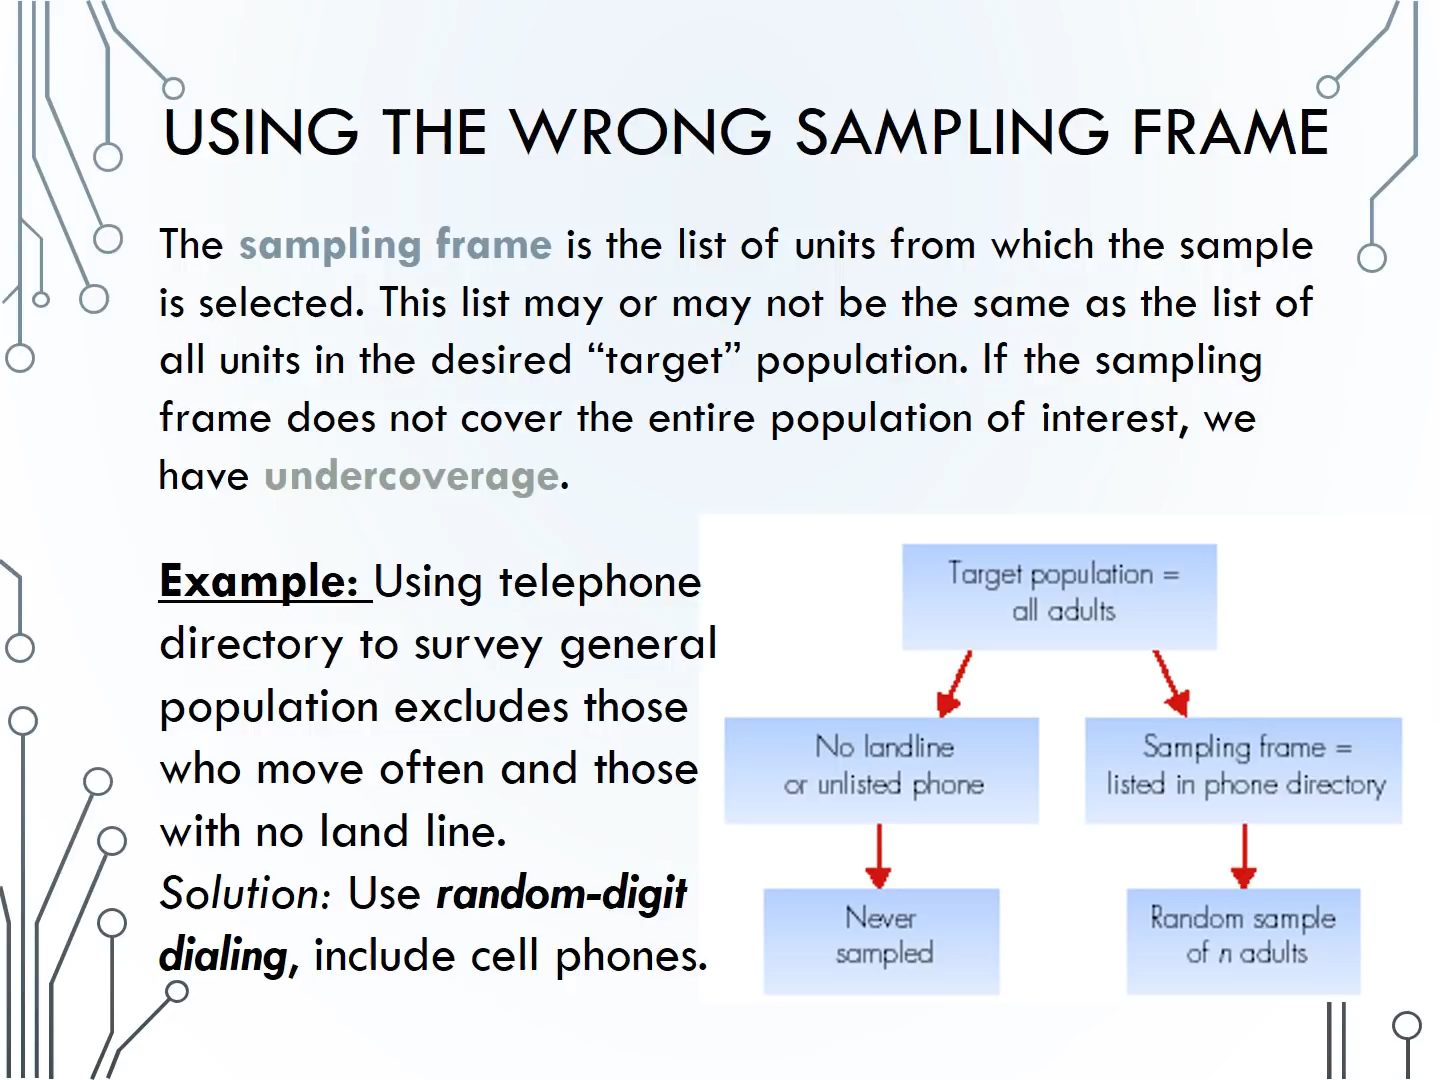 USING THE WRONG SAMPLING FRAME
The sampling frame is the list of units from which the sample
is selected. This list may or may not be the same as the list of
all units in the desired “target” population. If the sampling
frame does not cover the entire population of interest, we
have undercoverage.
Example: Using telephone
directory to survey general
population excludes those
who move often and those
with no land line.
Solution: Use random-digit
dialing, include cell phones.
Target population =
all adults
No landline
or unlisted phone
Sampling frame =
listed in phone directory
Never
sampled
Random sample
of n adults